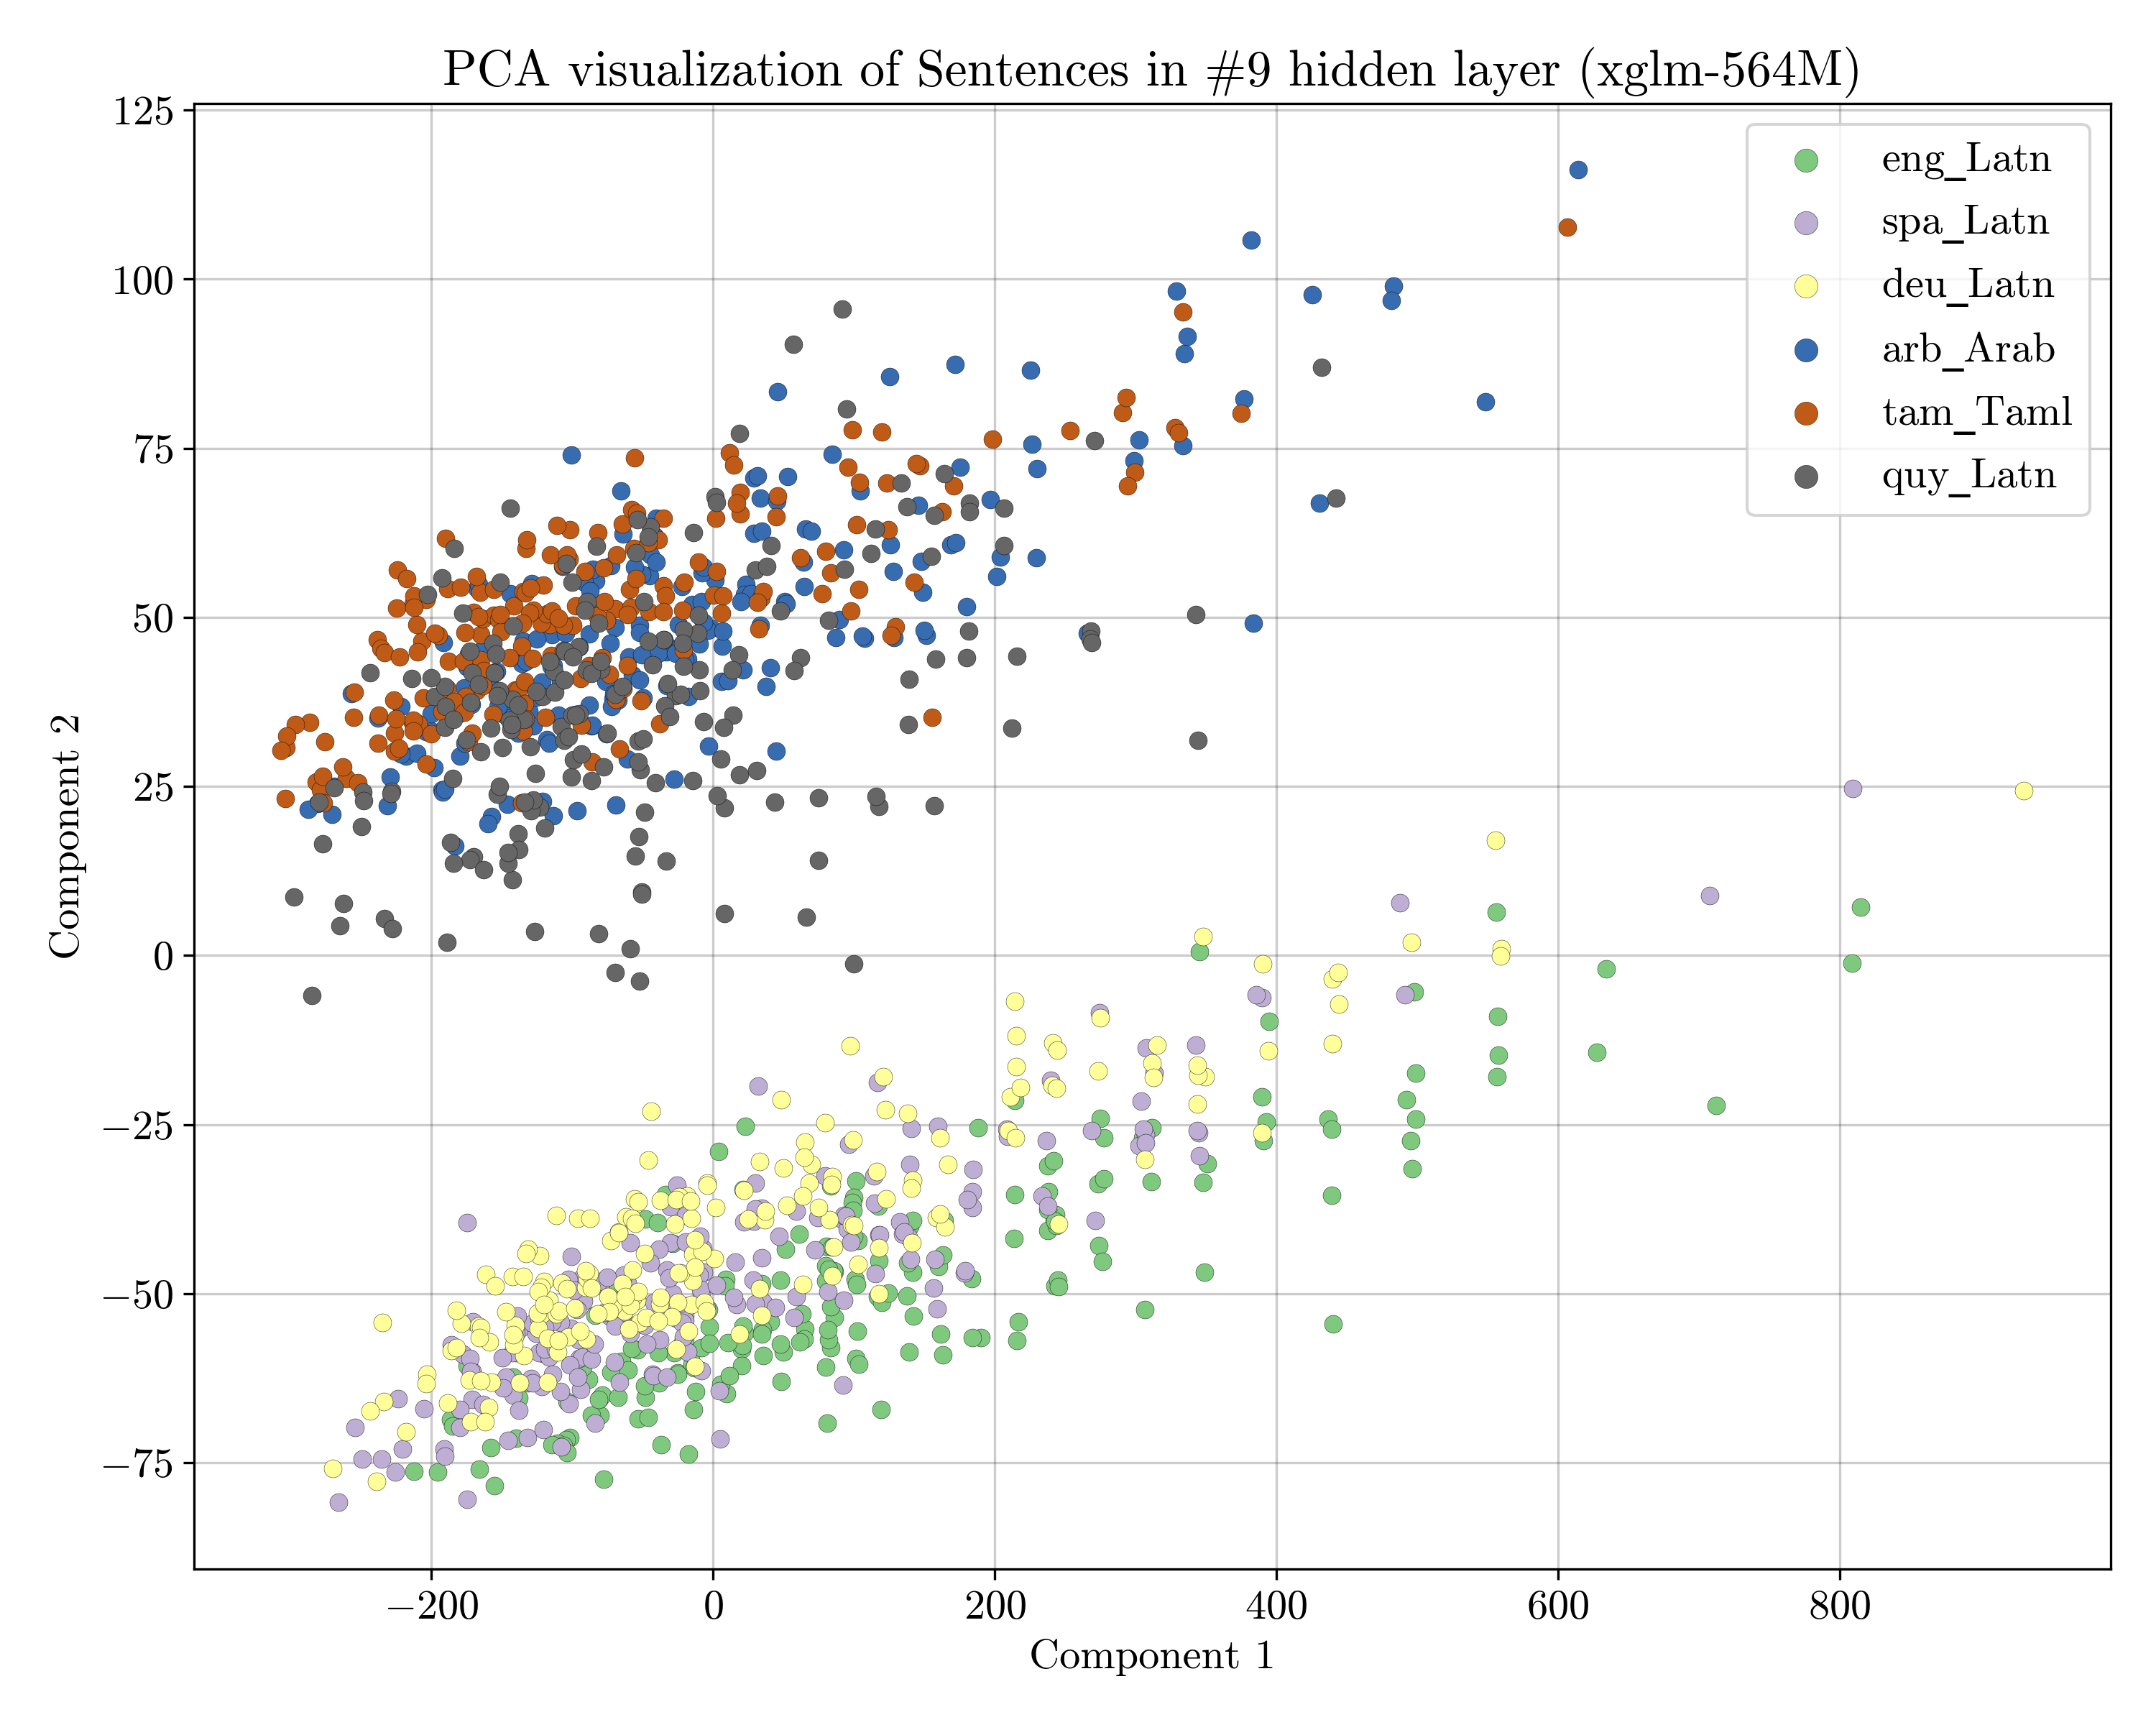 PCA visualization of Sentences in #9 hidden layer (xglm-564M)
125
100
75
50
25
0
−25
−50
−75
Component 2
−200
0
200
400
600
800
Component 1
eng_Latn
spa_Latn
deu_Latn
arb_Arab
tam_Taml
quy_Latn